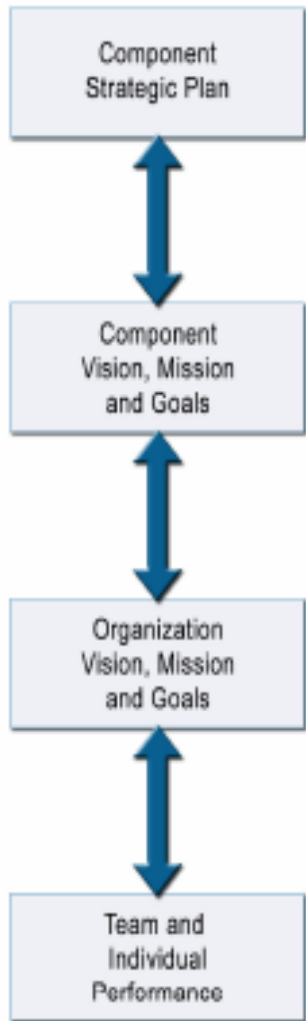 Component
Strategic Plan
Component
Vision, Mission
and Goals
Organization
Vision, Mission
and Goals
Team and
Individual
Performance